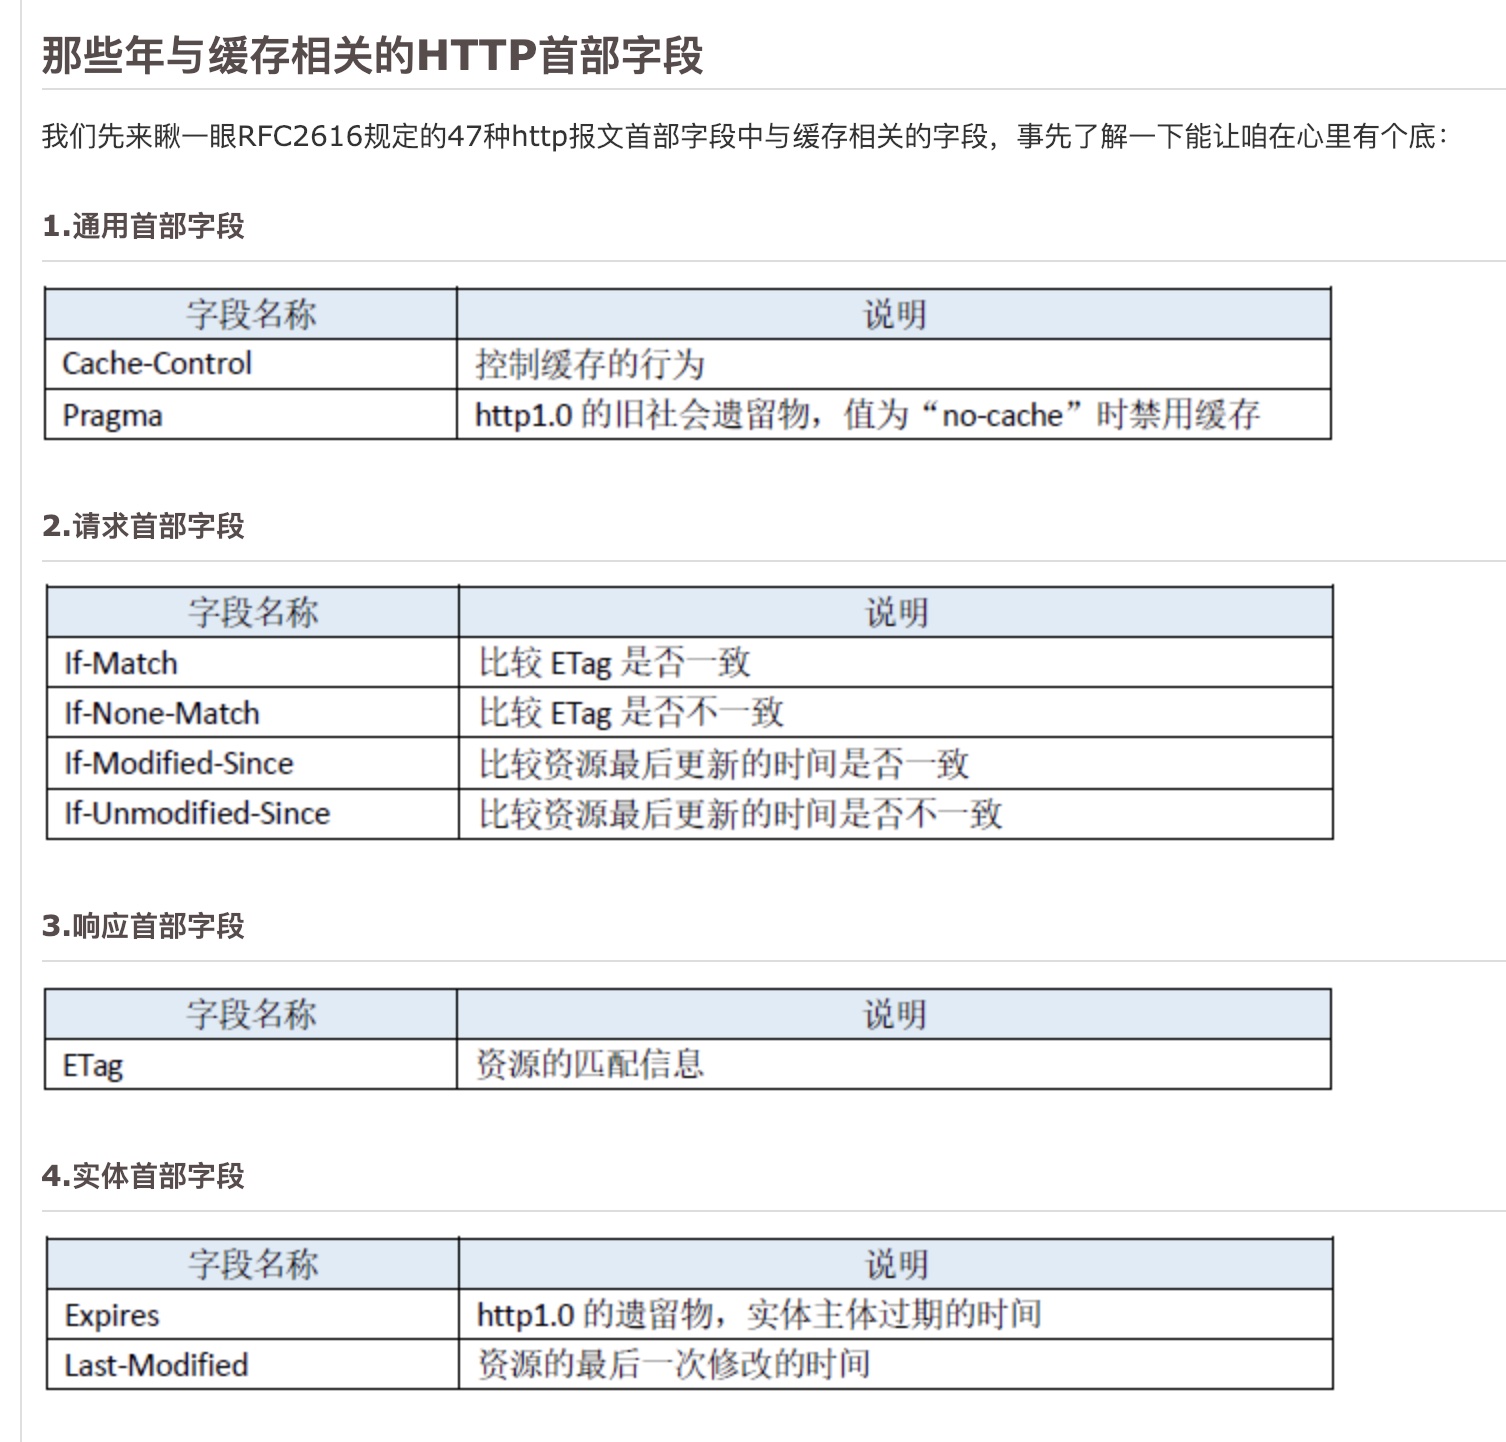 那些年与缓存相关的HTTP首部字段
我们先来瞅一眼RFC2616规定的47种http报文首部字段中与缓存相关的字段，事先了解一下能让咱在心里有个底：
1.通用首部字段
字段名称 说明
Cache-Control 控制缓存的行为
Pragma http1.0 的旧社会遗留物，值为“no-cache”时禁用缓存
2.请求首部字段
字段名称 说明
If-Match 比较 ETag 是否一致
If-None-Match 比较 ETag 是否不一致
If-Modified-Since 比较资源最后更新的时间是否一致
If-Unmodified-Since 比较资源最后更新的时间是否不一致
3.响应首部字段
字段名称 说明
ETag 资源的匹配信息
4.实体首部字段
字段名称 说明
Expires http1.0 的遗留物，实体主体过期的时间
Last-Modified 资源的最后一次修改的时间